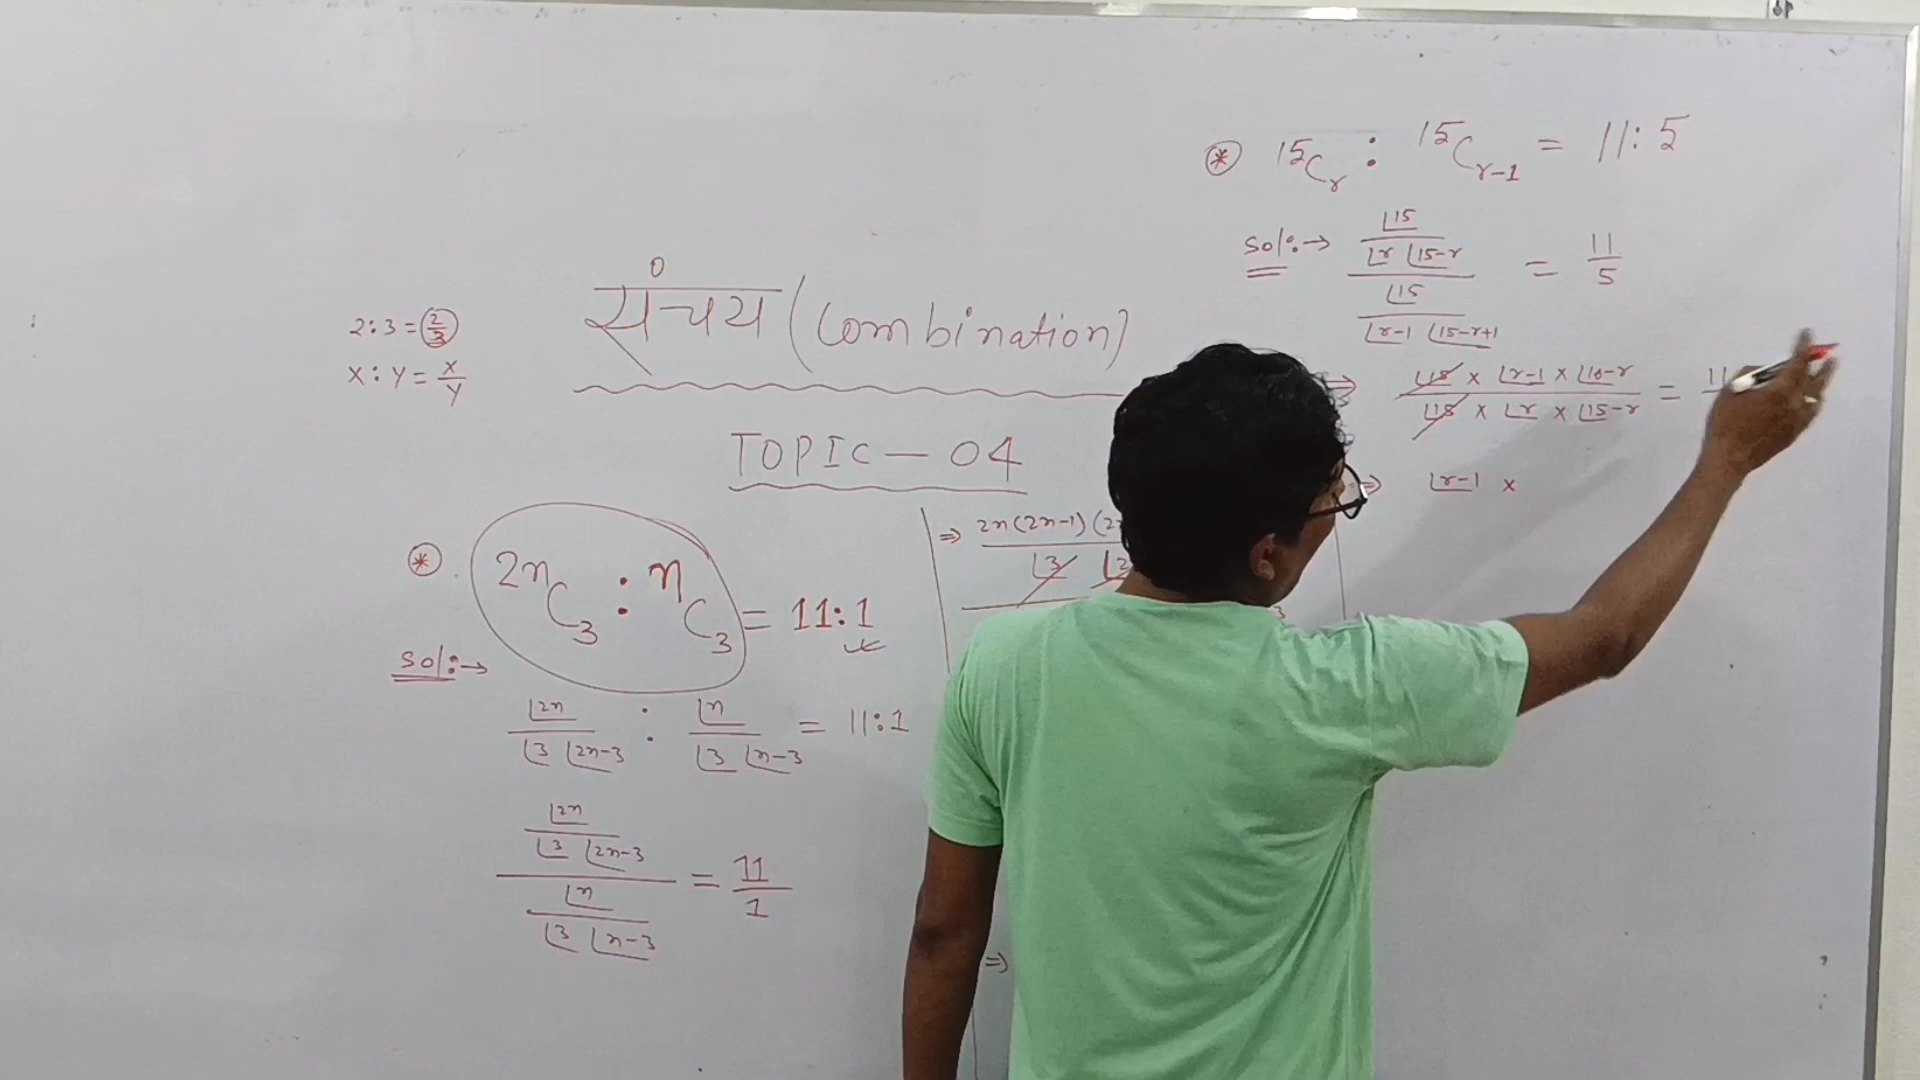 2:3 = 2/3
x:y = x/y
संचय (Combination)
TOPIC – 04
⊛ ²ⁿC₃ : ⁿC₃ = 11:1
Sol:→
|2n / |3 |2n-3 : |n / |3 |n-3 = 11:1
(|2n / |3 |2n-3) / (|n / |3 |n-3) = 11/1
⇒ 2n(2n-1)(2
|3
3
⇒
⊛ ¹⁵Cᵣ : ¹⁵Cᵣ₋₁ = 11:5
Sol:→ (|15 / |r |15-r) / (|15 / |r-1 |15-r+1) = 11/5
⇒ |15 × |r-1 × |16-r / |15 × |r × |15-r = 11
⇒ |r-1 ×